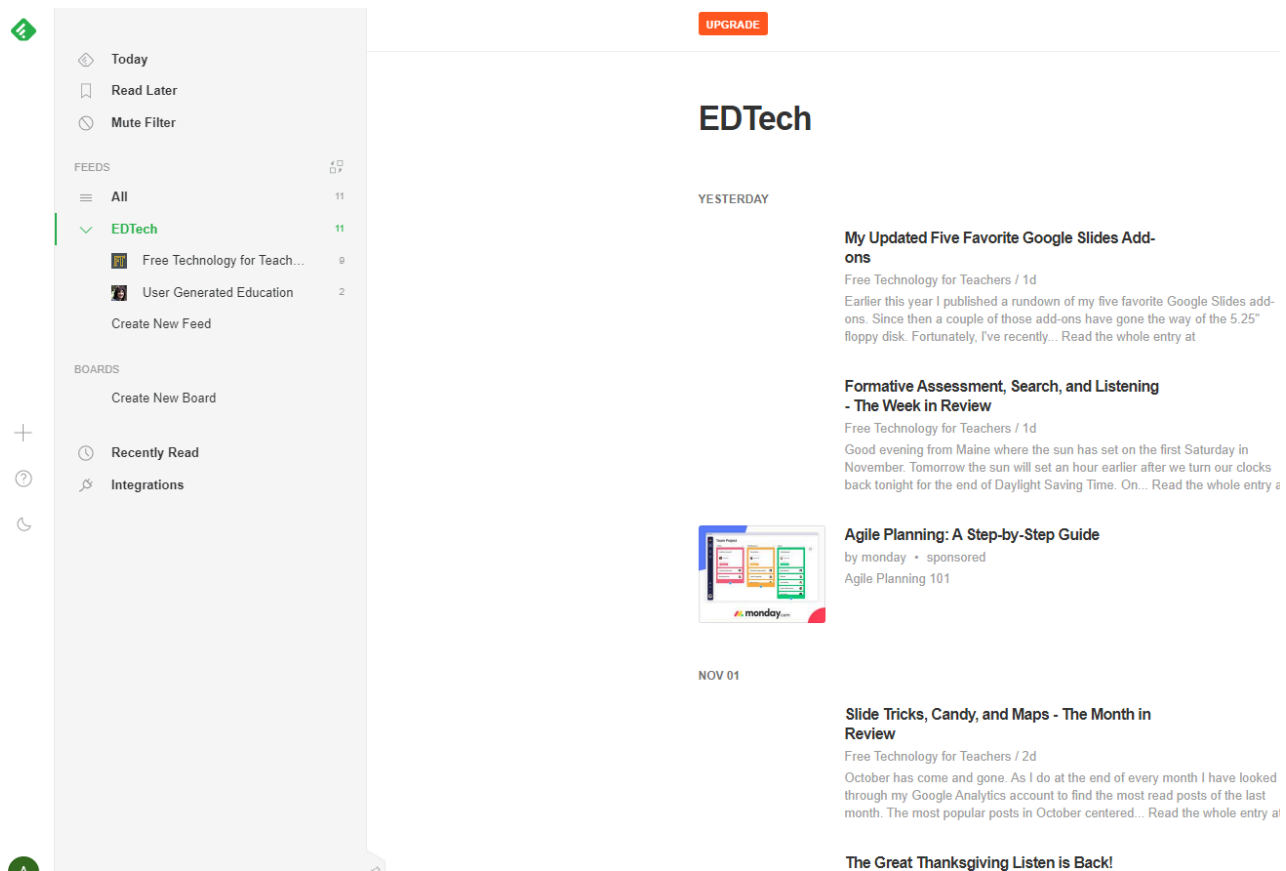 UPGRADE
Today
Read Later
Mute Filter
FEEDS
All 11
EDTech 11
Free Technology for Teach... 9
User Generated Education 2
Create New Feed
BOARDS
Create New Board
Recently Read
Integrations
A
EDTech
YESTERDAY
My Updated Five Favorite Google Slides Add-
ons
Free Technology for Teachers / 1d
Earlier this year I published a rundown of my five favorite Google Slides add-
ons. Since then a couple of those add-ons have gone the way of the 5.25"
floppy disk. Fortunately, I've recently... Read the whole entry at
Formative Assessment, Search, and Listening
- The Week in Review
Free Technology for Teachers / 1d
Good evening from Maine where the sun has set on the first Saturday in
November. Tomorrow the sun will set an hour earlier after we turn our clocks
back tonight for the end of Daylight Saving Time. On... Read the whole entry a
Team Project
monday.com
Agile Planning: A Step-by-Step Guide
by monday • sponsored
Agile Planning 101
NOV 01
Slide Tricks, Candy, and Maps - The Month in
Review
Free Technology for Teachers / 2d
October has come and gone. As I do at the end of every month I have looked
through my Google Analytics account to find the most read posts of the last
month. The most popular posts in October centered... Read the whole entry at
The Great Thanksgiving Listen is Back!